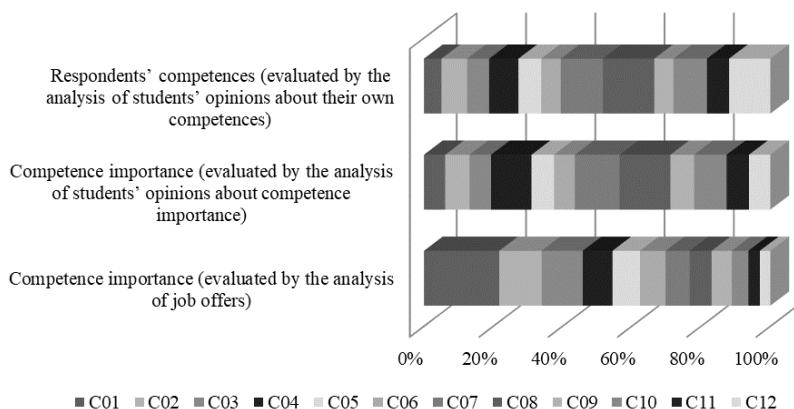 Respondents’ competences (evaluated by the
analysis of students’ opinions about their own
competences)
Competence importance (evaluated by the analysis
of students’ opinions about competence
importance)
Competence importance (evaluated by the analysis
of job offers)
0% 20% 40% 60% 80% 100%
C01 C02 C03 C04 C05 C06 C07 C08 C09 C10 C11 C12